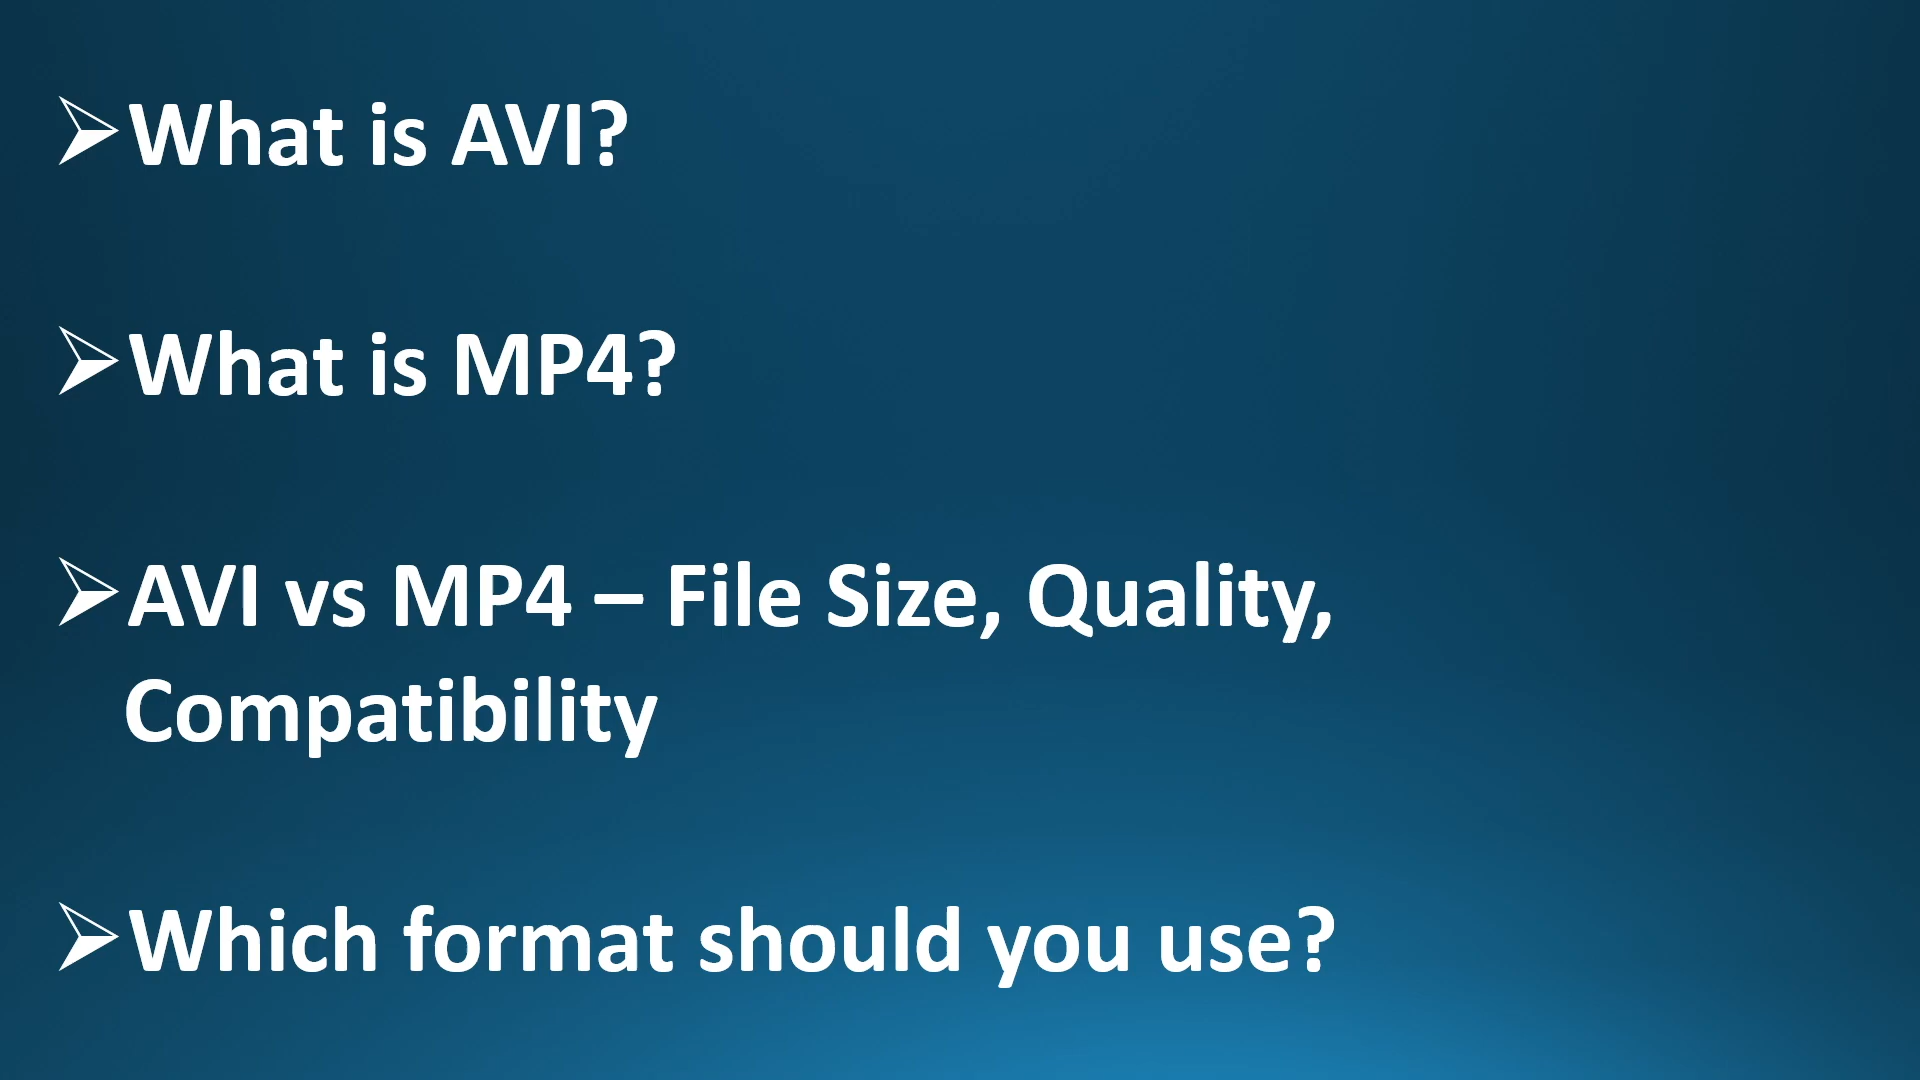 What is AVI?
What is MP4?
AVI vs MP4 – File Size, Quality,
Compatibility
Which format should you use?